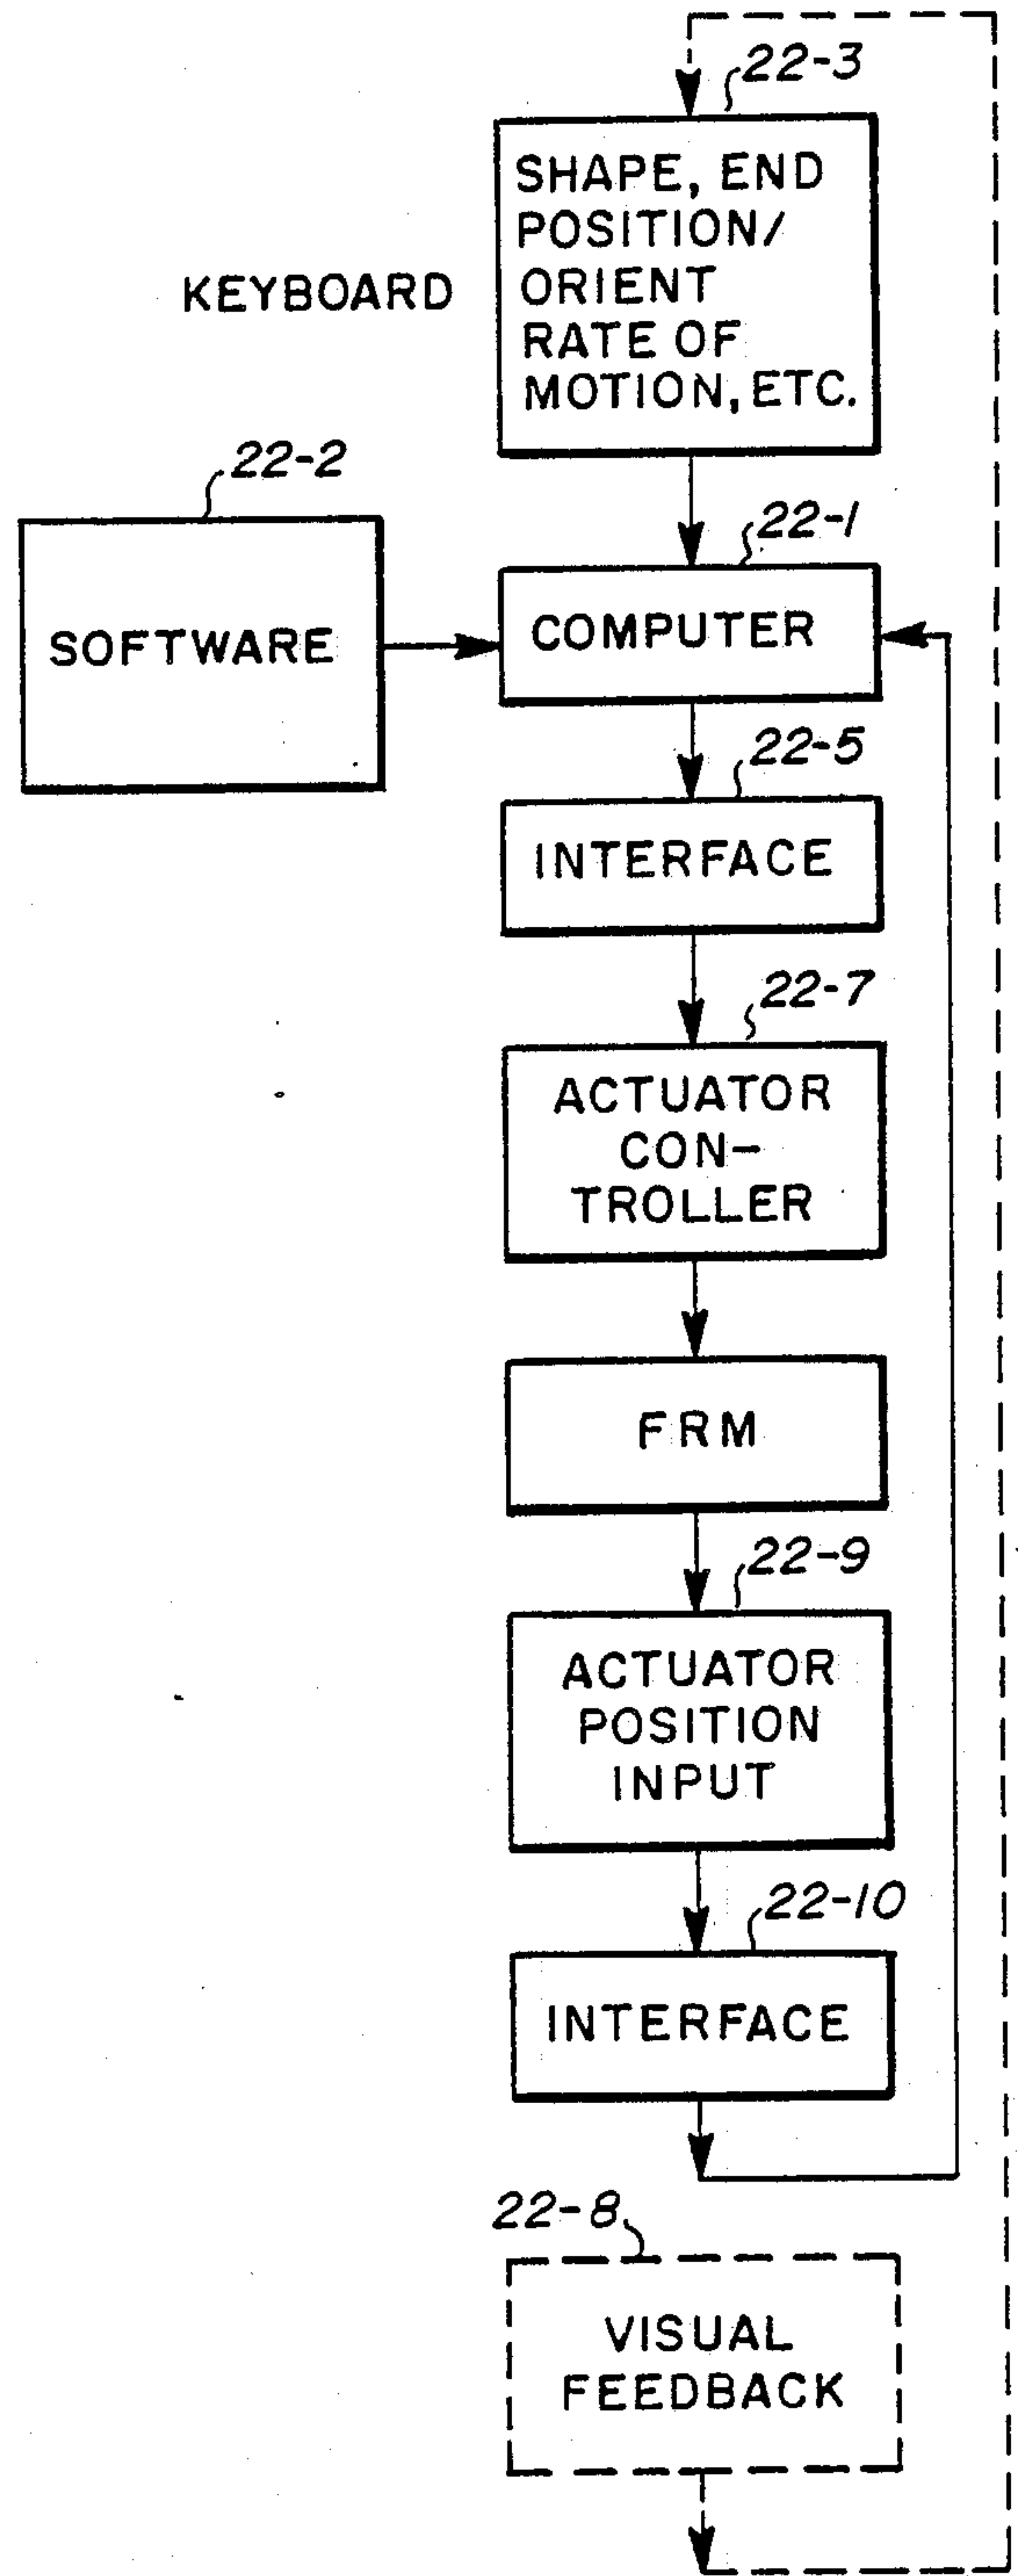 22-3
SHAPE, END
POSITION/
ORIENT
RATE OF
MOTION, ETC.
KEYBOARD
22-2
SOFTWARE
22-1
COMPUTER
22-5
INTERFACE
22-7
ACTUATOR
CON-
TROLLER
FRM
22-9
ACTUATOR
POSITION
INPUT
22-10
INTERFACE
22-8
VISUAL
FEEDBACK